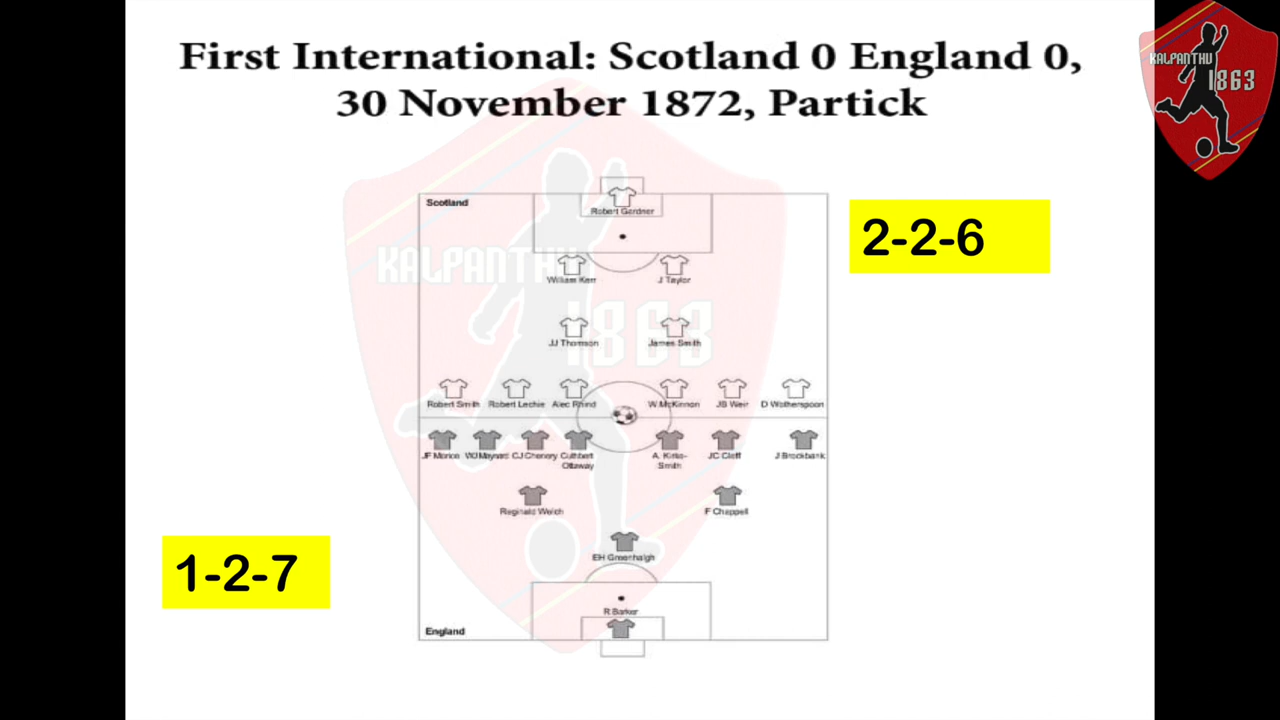 First International: Scotland 0 England 0,
30 November 1872, Partick
KALPANTHU
1863
Scotland
Robert Gardner
2-2-6
William Kerr J Taylor
KALPANTHU
1863
JJ Thomson James Smith
Robert Smith Robert Leckie Alec Rhind W McKinnon JB Weir D Wotherspoon
JF Morice WJ Maynard CJ Chenery Cuthbert Ottaway A. Kirke-Smith JC Clegg J Brockbank
Reginald Welch F Chappell
EH Greenhalgh
1-2-7
R Barker
England